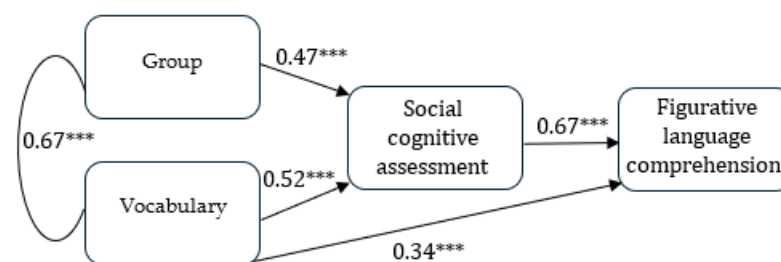 Group
0.47***
Social
cognitive
assessment
0.67***
Figurative
language
comprehension
0.67***
Vocabulary
0.52***
0.34***